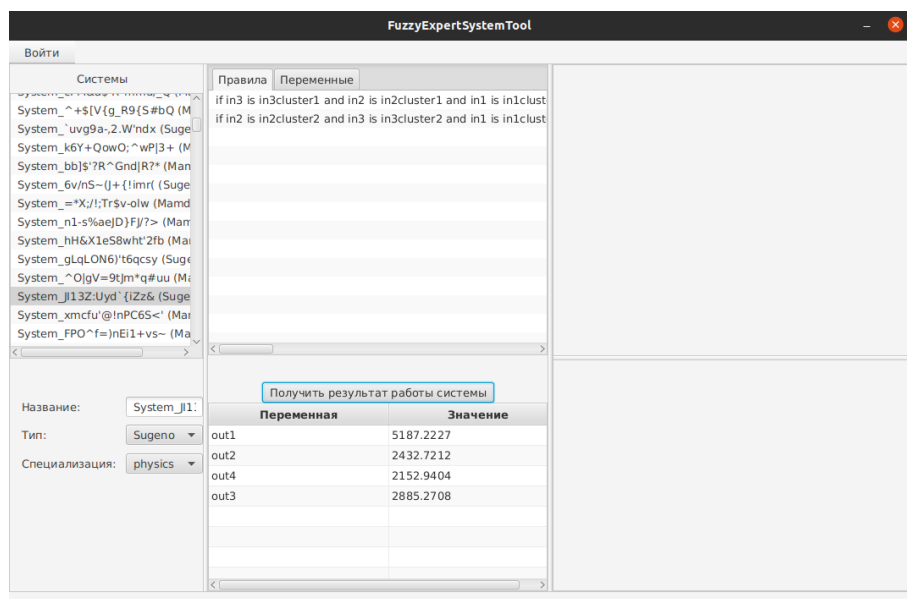 FuzzyExpertSystemTool
Войти
Системы
System_^+$[V{g_R9{S#bQ (M
System_`uvg9a-,2.W'ndx (Suge
System_k6Y+QowO;^wP|3+ (M
System_bb]$'?R^Gnd|R?* (Man
System_6v/nS~(J+{!imr( (Suge
System_=*X;/!;Tr$v-olw (Mamd
System_n1-s%aeJD}FJ/?> (Mam
System_hH&X1eS8wht'2fb (Mar
System_gLqLON6)'t6qcsy (Suge
System_^O|gV=9tJm*q#uu (Ma
System_JI13Z:Uyd`{iZz& (Suge
System_xmcfu'@!nPC6S<' (Mar
System_FPO^f=)nEi1+vs~ (Ma
Название: System_JI13
Тип: Sugeno
Специализация: physics
Правила Переменные
if in3 is in3cluster1 and in2 is in2cluster1 and in1 is in1clust
if in2 is in2cluster2 and in3 is in3cluster2 and in1 is in1clust
Получить результат работы системы
Переменная Значение
out1 5187.2227
out2 2432.7212
out4 2152.9404
out3 2885.2708